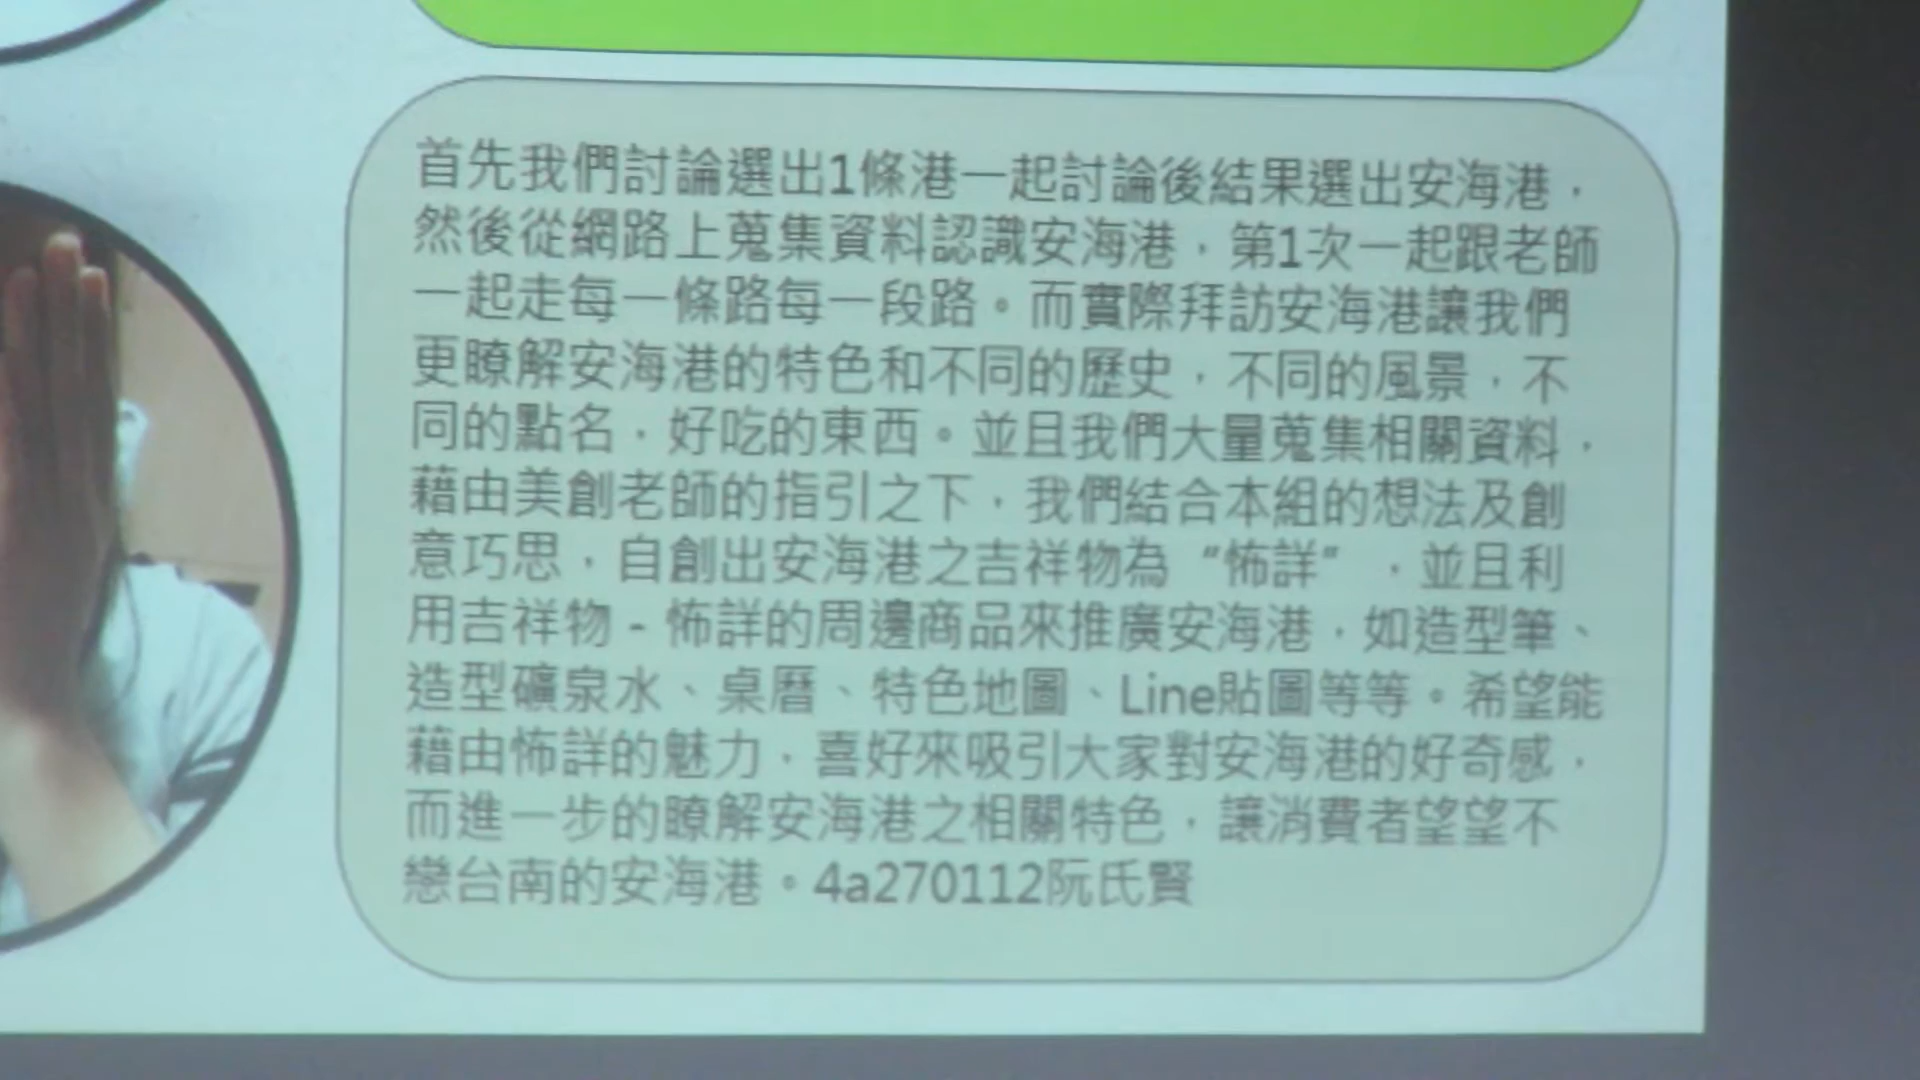 首先我們討論選出1條港一起討論後結果選出安海港，
然後從網路上蒐集資料認識安海港，第1次一起跟老師
一起走每一條路每一段路。而實際拜訪安海港讓我們
更瞭解安海港的特色和不同的歷史，不同的風景，不
同的點名，好吃的東西。並且我們大量蒐集相關資料，
藉由美創老師的指引之下，我們結合本組的想法及創
意巧思，自創出安海港之吉祥物為“怖詳”，並且利
用吉祥物-怖詳的周邊商品來推廣安海港，如造型筆、
造型礦泉水、桌曆、特色地圖、Line貼圖等等。希望能
藉由怖詳的魅力，喜好來吸引大家對安海港的好奇感，
而進一步的瞭解安海港之相關特色，讓消費者望望不
戀台南的安海港。4a270112阮氏賢